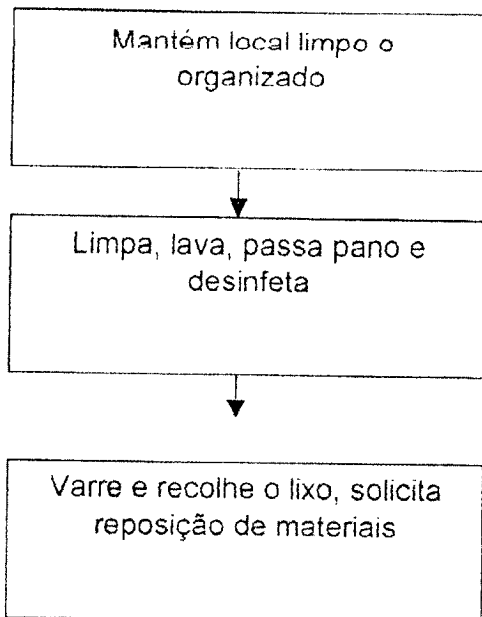 Mantém local limpo o
organizado
Limpa, lava, passa pano e
desinfeta
Varre e recolhe o lixo, solicita
reposição de materiais